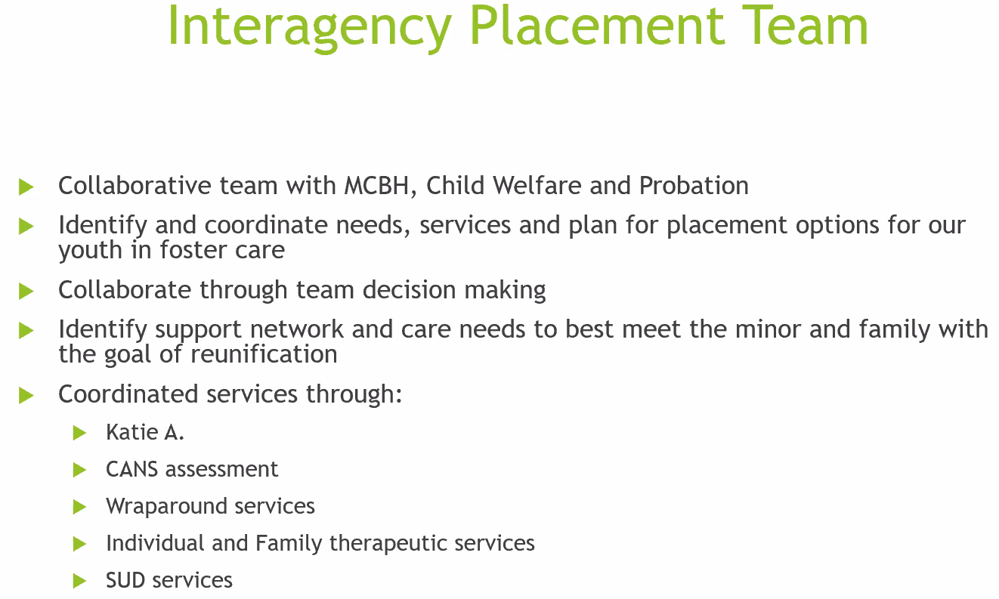 Interagency Placement Team
Collaborative team with MCBH, Child Welfare and Probation
Identify and coordinate needs, services and plan for placement options for our
youth in foster care
Collaborate through team decision making
Identify support network and care needs to best meet the minor and family with
the goal of reunification
Coordinated services through:
Katie A.
CANS assessment
Wraparound services
Individual and Family therapeutic services
SUD services